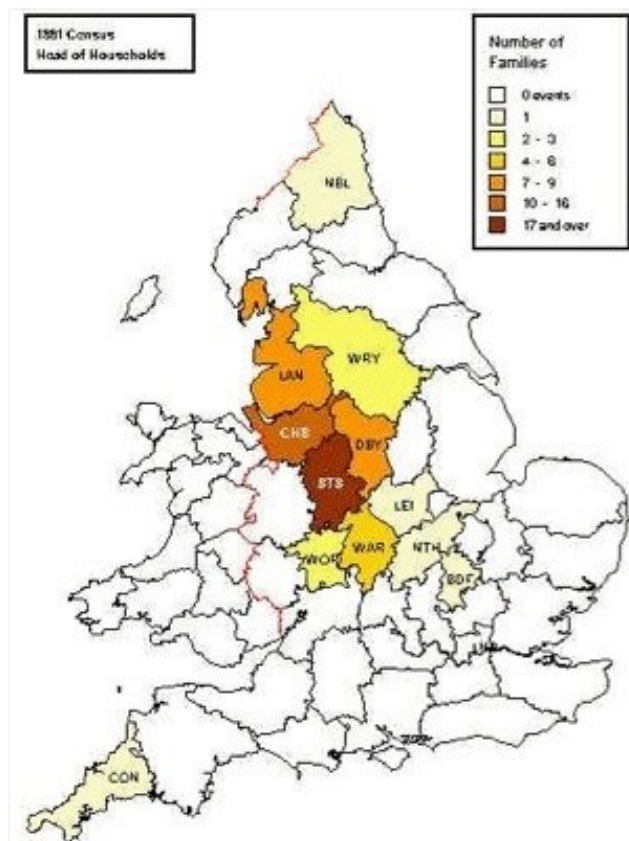 1881 Census
Head of Households
Number of
Families
0 events
1
2 - 3
4 - 6
7 - 9
10 - 16
17 and over
NBL
WRY
LAN
CHS
DBY
STS
LEI
WOR
WAR
NTH
BDF
CON